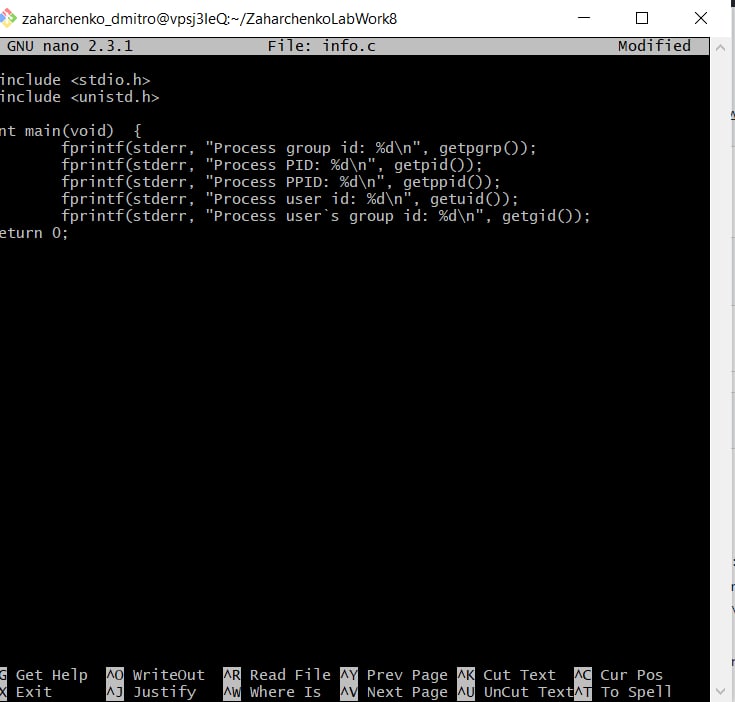 zaharchenko_dmitro@vpsj3IeQ:~/ZaharchenkoLabWork8
GNU nano 2.3.1 File: info.c Modified
include <stdio.h>
include <unistd.h>
nt main(void) {
fprintf(stderr, "Process group id: %d\n", getpgrp());
fprintf(stderr, "Process PID: %d\n", getpid());
fprintf(stderr, "Process PPID: %d\n", getppid());
fprintf(stderr, "Process user id: %d\n", getuid());
fprintf(stderr, "Process user`s group id: %d\n", getgid());
eturn 0;
G Get Help ^O WriteOut ^R Read File ^Y Prev Page ^K Cut Text ^C Cur Pos
X Exit ^J Justify ^W Where Is ^V Next Page ^U UnCut Text ^T To Spell